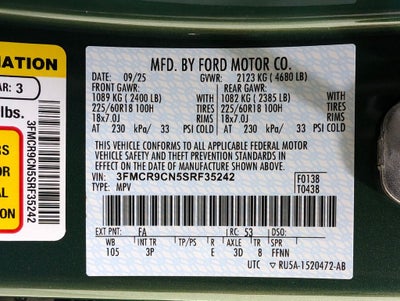 MATION
AR: 3
lbs.
3FMCR9CN5SRF35242
MFD. BY FORD MOTOR CO.
DATE: 09/25 GVWR: 2123 KG ( 4680 LB)
FRONT GAWR: REAR GAWR:
1089 KG ( 2400 LB) WITH 1082 KG ( 2385 LB) WITH
225/60R18 100H TIRES 225/60R18 100H TIRES
18x7.0J RIMS 18x7.0J RIMS
AT 230 kPa/ 33 PSI COLD AT 230 kPa/ 33 PSI COLD
THIS VEHICLE CONFORMS TO ALL APPLICABLE FEDERAL MOTOR
VEHICLE SAFETY AND THEFT PREVENTION STANDARDS IN
EFFECT ON THE DATE OF MANUFACTURE SHOWN ABOVE.
VIN: 3FMCR9CN5SRF35242 F0138
TYPE: MPV T0438
EXT PNT: FA RC: 53 DSO:
WB INT TR TP/PS R AXLE TR SPR
105 3P E 3D 8 FFNN
UTC RU5A-1520472-AB